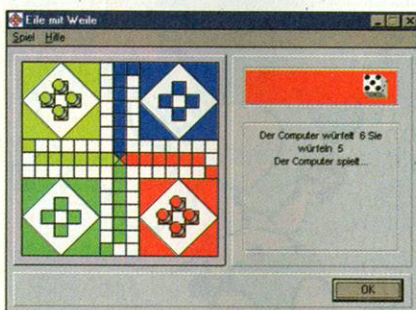 Eile mit Weile
Spiel Hilfe
Der Computer würfelt 6 Sie
würfeln 5
Der Computer spielt...
OK